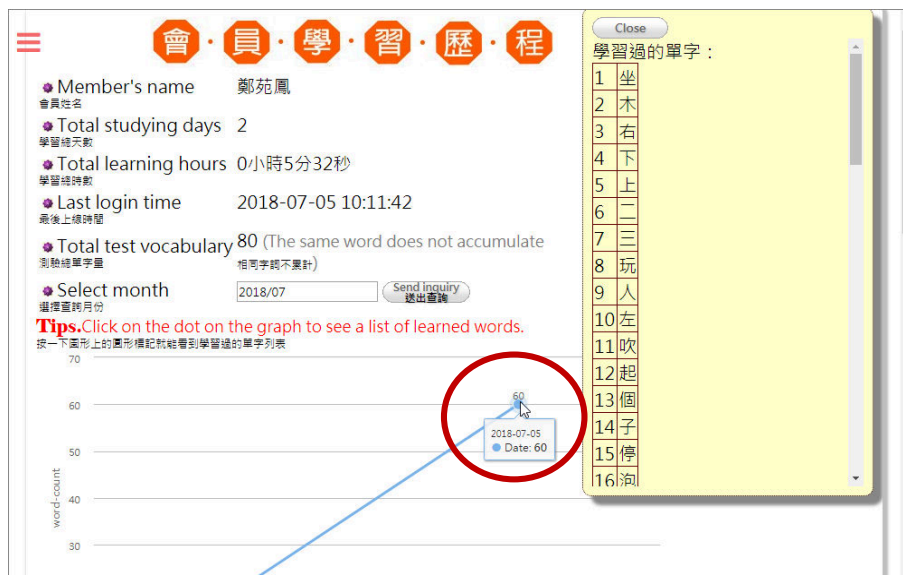 會·員·學·習·歷·程
Member's name 鄭苑鳳
會員姓名
Total studying days 2
學習總天數
Total learning hours 0小時5分32秒
學習總時數
Last login time 2018-07-05 10:11:42
最後上線時間
Total test vocabulary 80 (The same word does not accumulate
測驗總單字量 相同字詞不累計)
Select month 2018/07 Send inquiry
選擇查詢月份 送出查詢
Tips.Click on the dot on the graph to see a list of learned words.
按一下圖形上的圓形標記就能看到學習過的單字列表
70
60
50
40
30
word-count
60
2018-07-05
Date: 60
Close
學習過的單字：
1 坐
2 木
3 右
4 下
5 上
6 二
7 三
8 玩
9 人
10 左
11 吹
12 起
13 個
14 子
15 停
16 泡